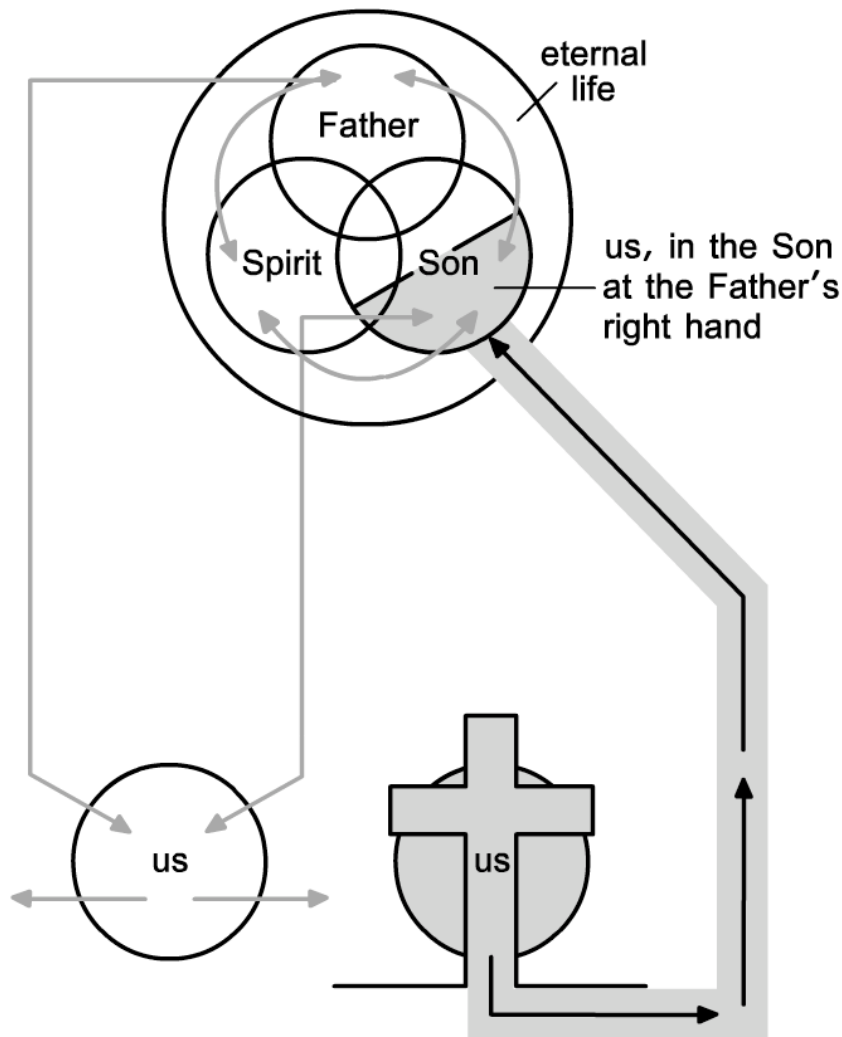 eternal
life
Father
Spirit
Son
us, in the Son
at the Father's
right hand
us
us